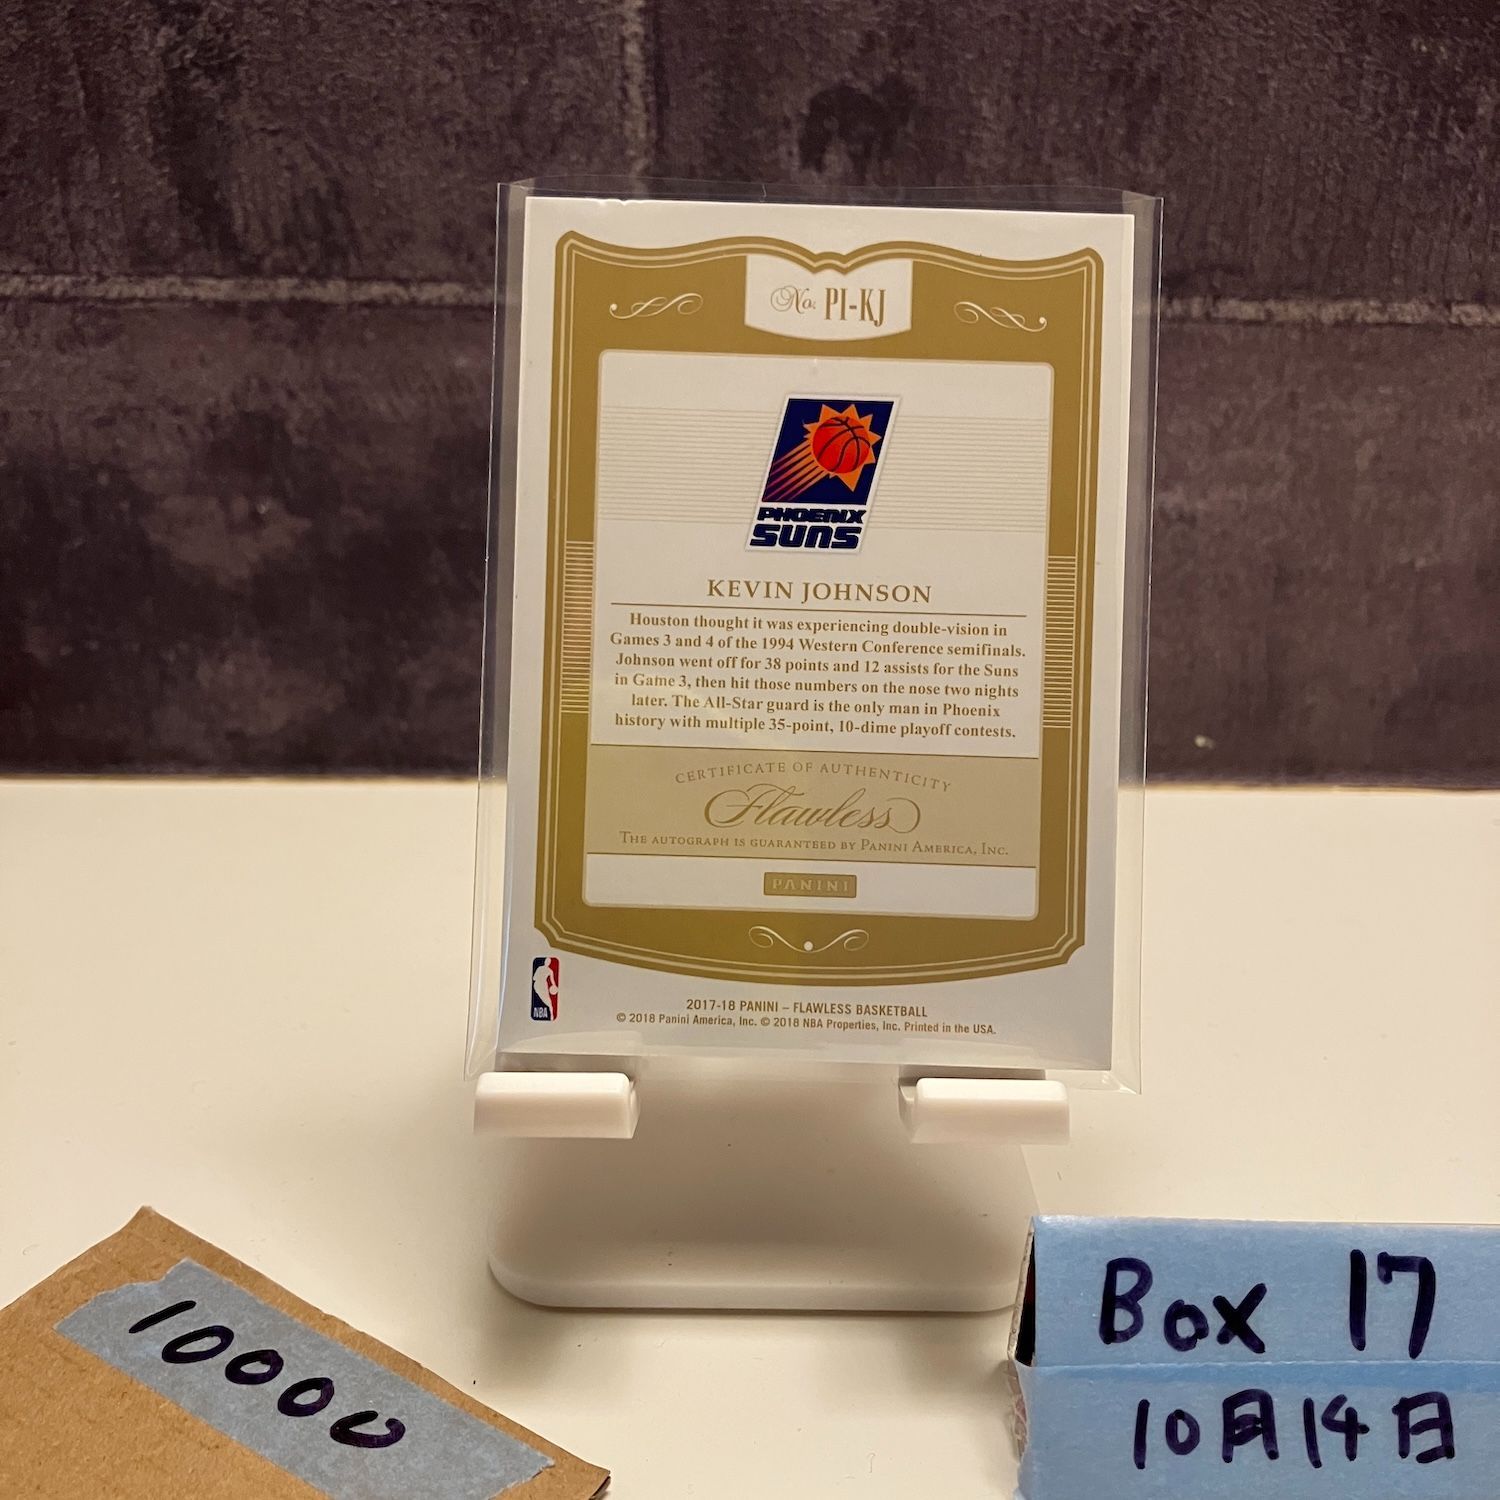 No. PI-KJ
PHOENIX
SUNS
KEVIN JOHNSON
Houston thought it was experiencing double-vision in
Games 3 and 4 of the 1994 Western Conference semifinals.
Johnson went off for 38 points and 12 assists for the Suns
in Game 3, then hit those numbers on the nose two nights
later. The All-Star guard is the only man in Phoenix
history with multiple 35-point, 10-dime playoff contests.
CERTIFICATE OF AUTHENTICITY
Flawless
THE AUTOGRAPH IS GUARANTEED BY PANINI AMERICA, INC.
PANINI
NBA
2017-18 PANINI – FLAWLESS BASKETBALL
© 2018 Panini America, Inc. © 2018 NBA Properties, Inc. Printed in the USA.
10000
Box 17
10月14日